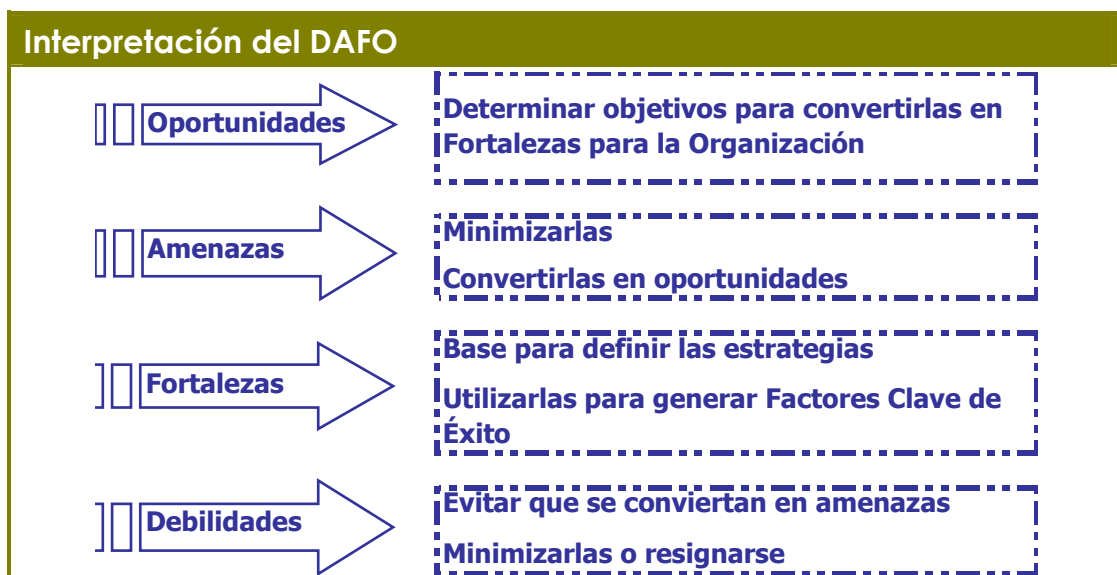 Interpretación del DAFO
Oportunidades
Determinar objetivos para convertirlas en
Fortalezas para la Organización
Amenazas
Minimizarlas
Convertirlas en oportunidades
Fortalezas
Base para definir las estrategias
Utilizarlas para generar Factores Clave de
Éxito
Debilidades
Evitar que se conviertan en amenazas
Minimizarlas o resignarse